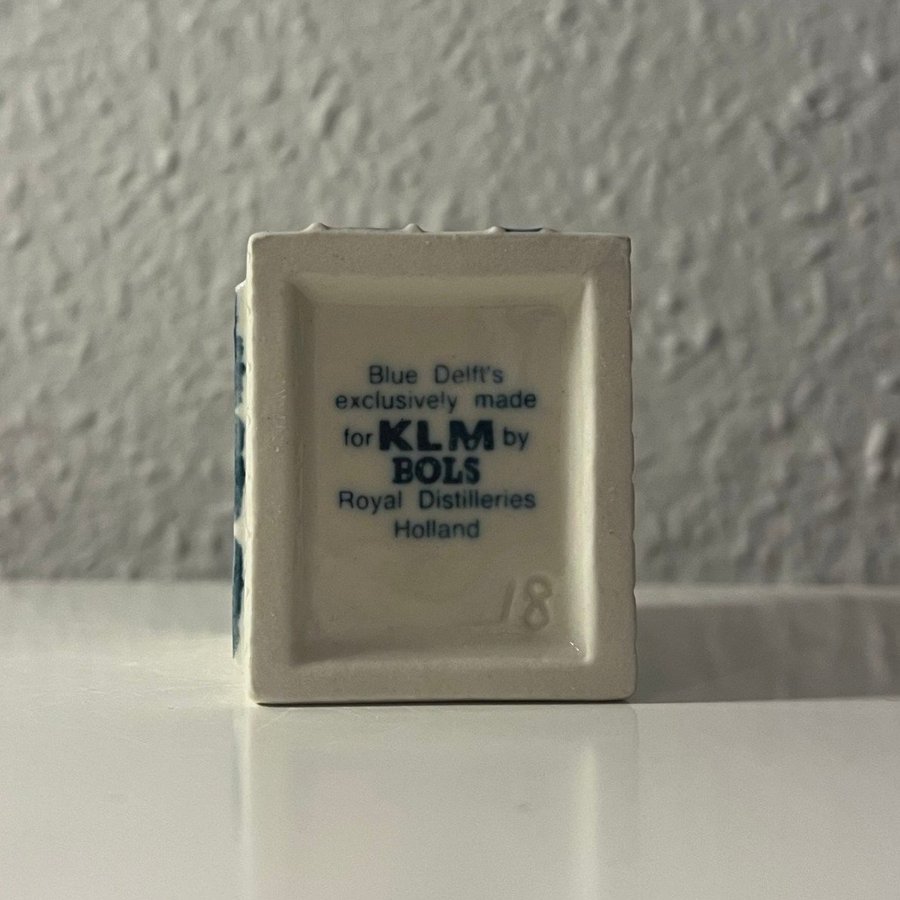 Blue Delft's
exclusively made
for KLM by
BOLS
Royal Distilleries
Holland
18